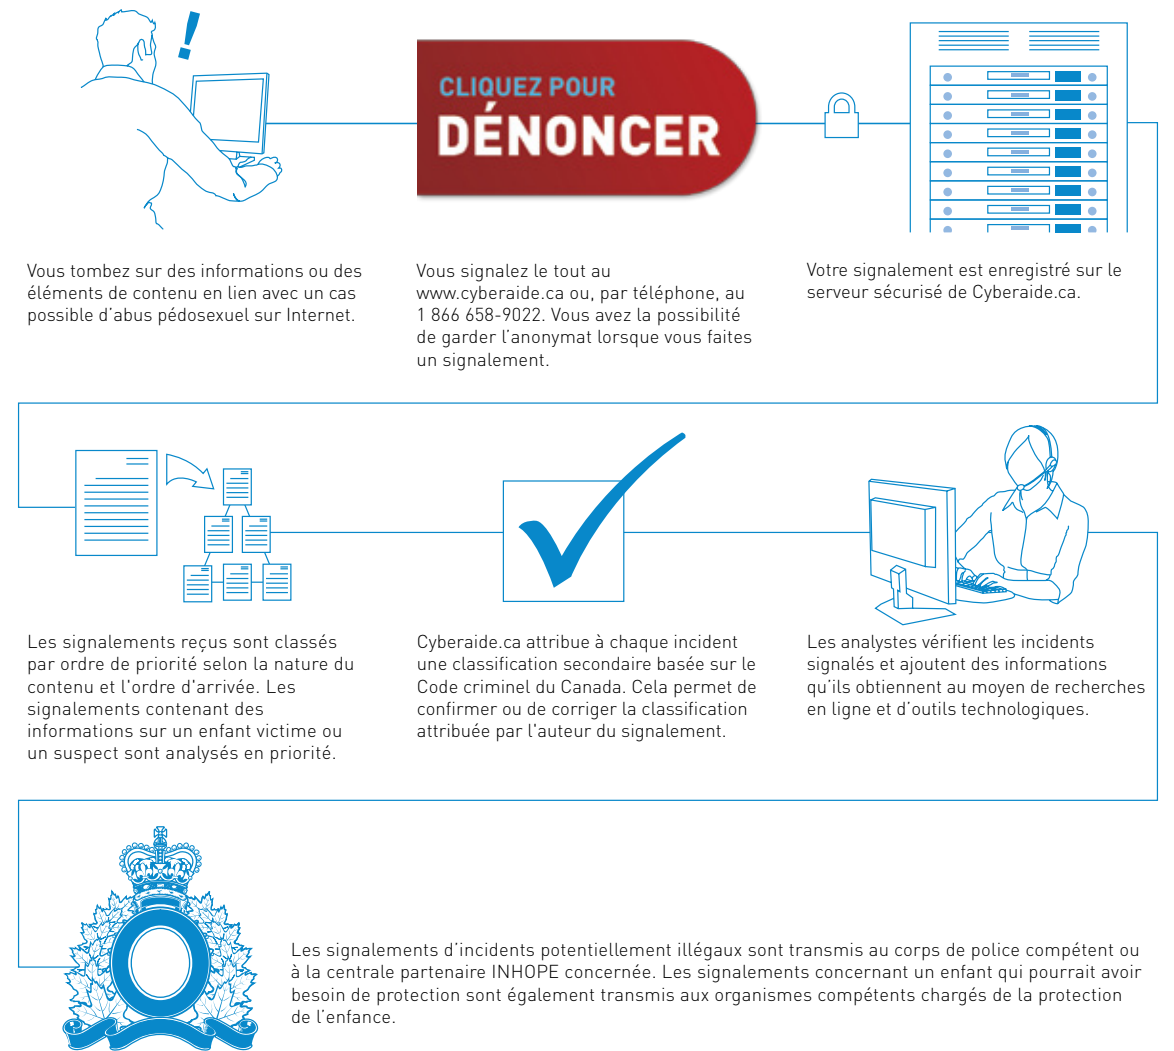 !
CLIQUEZ POUR
DÉNONCER
Vous tombez sur des informations ou des
éléments de contenu en lien avec un cas
possible d'abus pédosexuel sur Internet.
Vous signalez le tout au
www.cyberaide.ca ou, par téléphone, au
1 866 658-9022. Vous avez la possibilité
de garder l'anonymat lorsque vous faites
un signalement.
Votre signalement est enregistré sur le
serveur sécurisé de Cyberaide.ca.
Les signalements reçus sont classés
par ordre de priorité selon la nature du
contenu et l'ordre d'arrivée. Les
signalements contenant des
informations sur un enfant victime ou
un suspect sont analysés en priorité.
Cyberaide.ca attribue à chaque incident
une classification secondaire basée sur le
Code criminel du Canada. Cela permet de
confirmer ou de corriger la classification
attribuée par l'auteur du signalement.
Les analystes vérifient les incidents
signalés et ajoutent des informations
qu'ils obtiennent au moyen de recherches
en ligne et d'outils technologiques.
Les signalements d'incidents potentiellement illégaux sont transmis au corps de police compétent ou
à la centrale partenaire INHOPE concernée. Les signalements concernant un enfant qui pourrait avoir
besoin de protection sont également transmis aux organismes compétents chargés de la protection
de l'enfance.